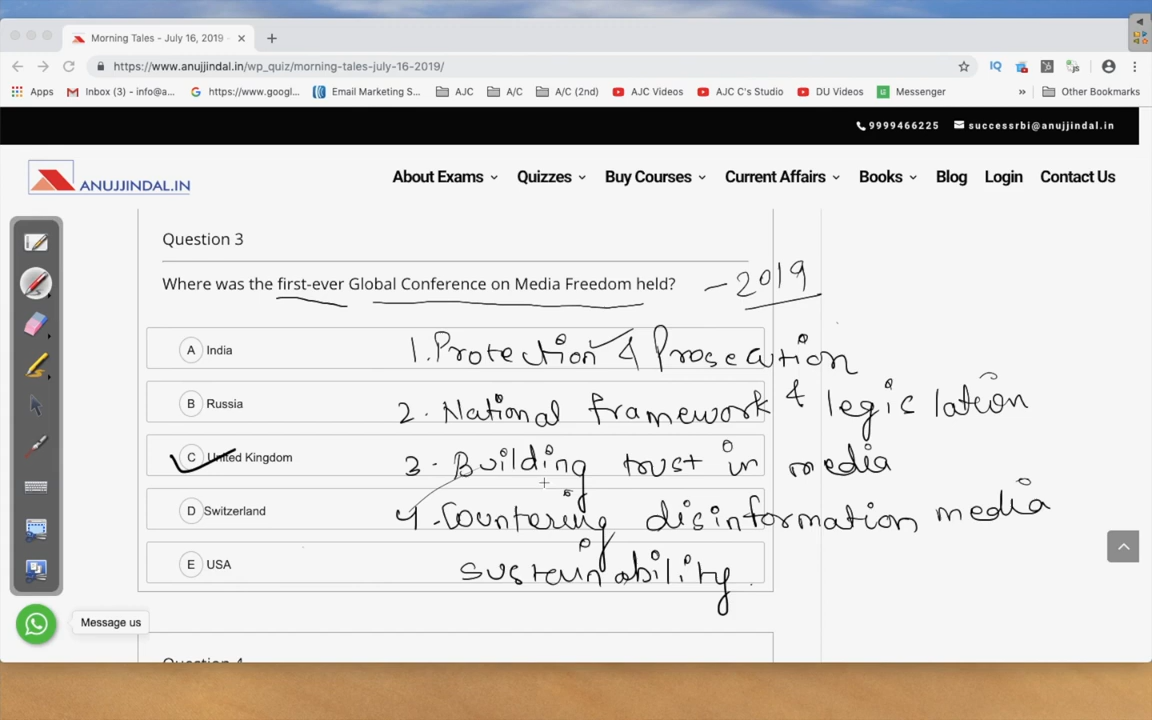 Morning Tales - July 16, 2019
https://www.anujjindal.in/wp_quiz/morning-tales-july-16-2019/
Apps Inbox (3) - info@a... https://www.googl... Email Marketing S... AJC A/C A/C (2nd) AJC Videos AJC C's Studio DU Videos Messenger » Other Bookmarks
9999466225 successrbi@anujjindal.in
ANUJJINDAL.IN About Exams Quizzes Buy Courses Current Affairs Books Blog Login Contact Us
Question 3
Where was the first-ever Global Conference on Media Freedom held? - 2019
A India 1. Protection & Prosecution
B Russia 2. National framework & legislation
C United Kingdom 3. Building trust in media
D Switzerland 4. Countering disinformation media
E USA sustainability.
Message us
Question 4